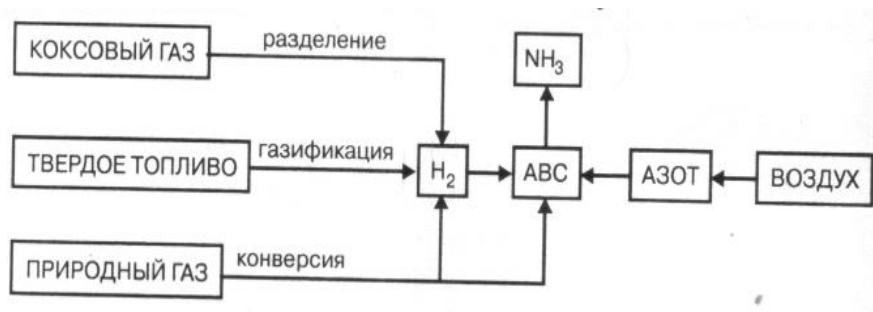 КОКСОВЫЙ ГАЗ
разделение
NH₃
ТВЕРДОЕ ТОПЛИВО
газификация
H₂
АВС
АЗОТ
ВОЗДУХ
ПРИРОДНЫЙ ГАЗ
конверсия